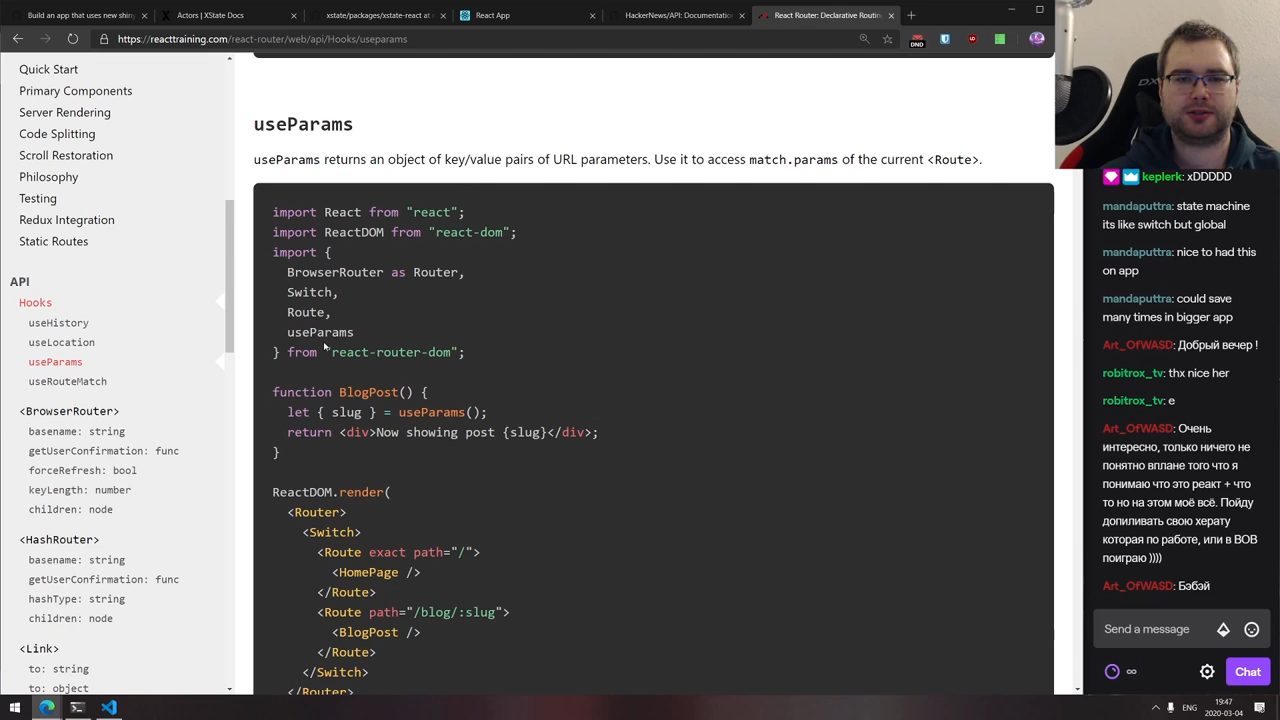 Build an app that uses new shiny
Actors | XState Docs
xstate/packages/xstate-react at
React App
HackerNews/API: Documentation
React Router: Declarative Routin
https://reacttraining.com/react-router/web/api/Hooks/useparams
DND
Quick Start
Primary Components
Server Rendering
Code Splitting
Scroll Restoration
Philosophy
Testing
Redux Integration
Static Routes
API
Hooks
useHistory
useLocation
useParams
useRouteMatch
<BrowserRouter>
basename: string
getUserConfirmation: func
forceRefresh: bool
keyLength: number
children: node
<HashRouter>
basename: string
getUserConfirmation: func
hashType: string
children: node
<Link>
to: string
to: object
useParams
useParams returns an object of key/value pairs of URL parameters. Use it to access match.params of the current <Route>.
import React from "react";
import ReactDOM from "react-dom";
import {
BrowserRouter as Router,
Switch,
Route,
useParams
} from "react-router-dom";
function BlogPost() {
let { slug } = useParams();
return <div>Now showing post {slug}</div>;
}
ReactDOM.render(
<Router>
<Switch>
<Route exact path="/">
<HomePage />
</Route>
<Route path="/blog/:slug">
<BlogPost />
</Route>
</Switch>
</Router>
keplerk: xDDDDD
mandaputtra: state machine
its like switch but global
mandaputtra: nice to had this
on app
mandaputtra: could save
many times in bigger app
Art_OfWASD: Добрый вечер !
robitrox_tv: thx nice her
robitrox_tv: e
Art_OfWASD: Очень
интересно, только ничего не
понятно вплане того что я
понимаю что это реакт + что
то но на этом моё всё. Пойду
допиливать свою херату
которая по работе, или в ВОВ
поиграю ))))
Art_OfWASD: Бэбэй
Send a message
∞
Chat
ENG
19:47
2020-03-04